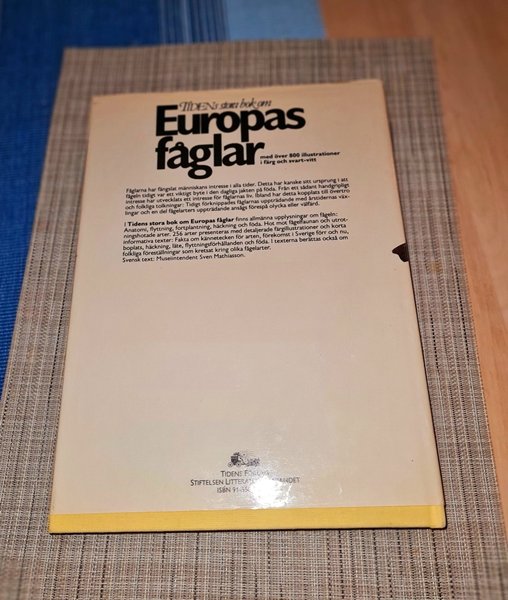 TIDENs stora bok om
Europas
fåglar
med över 800 illustrationer
i färg och svart-vitt
Fåglarna har fängslat människans intresse i alla tider. Detta har kanske sitt ursprung i att
fågeln tidigt var ett viktigt byte i den dagliga jakten på föda. Från ett sådant handgripligt
intresse har utvecklats ett intresse för fåglarnas liv. Ibland har detta kopplats till övertro
och folkliga tolkningar: Tidigt förknippades fåglarnas uppträdande med årstidernas väx-
lingar och en del fågelarters uppträdande ansågs förespå olycka eller välfärd.
I Tidens stora bok om Europas fåglar finns allmänna upplysningar om fågeln:
Anatomi, flyttning, fortplantning, häckning och föda. Hot mot fågelfaunan och utrot-
ningshotade arter. 256 arter presenteras med detaljerade färgillustrationer och korta
informativa texter: Fakta om kännetecken för arten, förekomst i Sverige förr och nu,
boplats, häckning, läte, flyttningsförhållanden och föda. I texterna berättas också om
folkliga föreställningar som kretsat kring olika fågelarter.
Svensk text: Museiintendent Sven Mathiasson.
TIDENS
STIFTELSEN
ISBN 91-